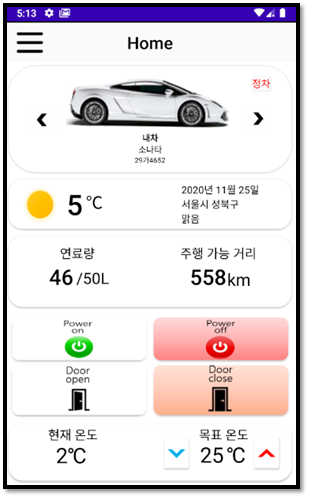 5:13
Home
정차
내차
소나타
29가4652
5 ℃
2020년 11월 25일
서울시 성북구
맑음
연료량
주행 가능 거리
46 /50L
558km
Power
on
Power
off
Door
open
Door
close
현재 온도
목표 온도
2℃
25℃